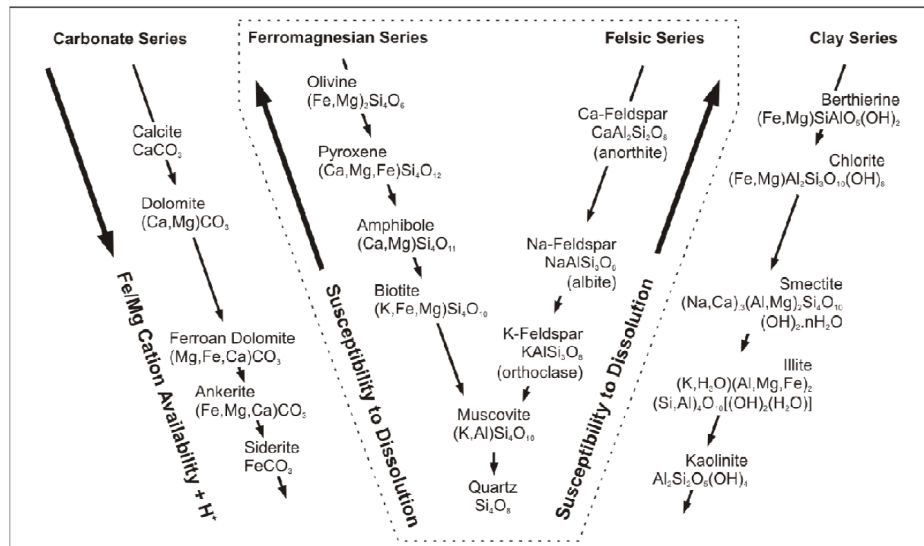 Carbonate Series
Calcite
CaCO₃
Dolomite
(Ca,Mg)CO₃
Ferroan Dolomite
(Mg,Fe,Ca)CO₃
Ankerite
(Fe,Mg,Ca)CO₃
Siderite
FeCO₃
Fe/Mg Cation Availability + H⁺
Ferromagnesian Series
Olivine
(Fe,Mg)₂Si₄O₆
Pyroxene
(Ca,Mg,Fe)Si₄O₁₂
Amphibole
(Ca,Mg)Si₄O₁₁
Biotite
(K,Fe,Mg)Si₄O₁₀
Susceptibility to Dissolution
Muscovite
(K,Al)Si₄O₁₀
Quartz
Si₄O₈
Felsic Series
Ca-Feldspar
CaAl₂Si₂O₈
(anorthite)
Na-Feldspar
NaAlSi₃O₈
(albite)
K-Feldspar
KAlSi₃O₈
(orthoclase)
Susceptibility to Dissolution
Clay Series
Berthierine
(Fe,Mg)SiAlO₅(OH)₂
Chlorite
(Fe,Mg)Al₂Si₃O₁₀(OH)₈
Smectite
(Na,Ca).₃(Al,Mg)₂Si₄O₁₀
(OH)₂.nH₂O
Illite
(K,H₃O)(Al,Mg,Fe)₂
(Si,Al)₄O₁₀[(OH)₂(H₂O)]
Kaolinite
Al₂Si₂O₅(OH)₄